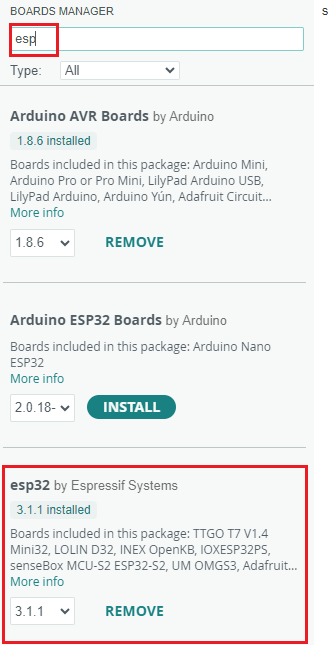 BOARDS MANAGER
esp
Type: All
Arduino AVR Boards by Arduino
1.8.6 installed
Boards included in this package: Arduino Mini,
Arduino Pro or Pro Mini, LilyPad Arduino USB,
LilyPad Arduino, Arduino Yún, Adafruit Circuit...
More info
1.8.6 REMOVE
Arduino ESP32 Boards by Arduino
Boards included in this package: Arduino Nano
ESP32
More info
2.0.18- INSTALL
esp32 by Espressif Systems
3.1.1 installed
Boards included in this package: TTGO T7 V1.4
Mini32, LOLIN D32, INEX OpenKB, IOXESP32PS,
senseBox MCU-S2 ESP32-S2, UM OMGS3, Adafruit...
More info
3.1.1 REMOVE